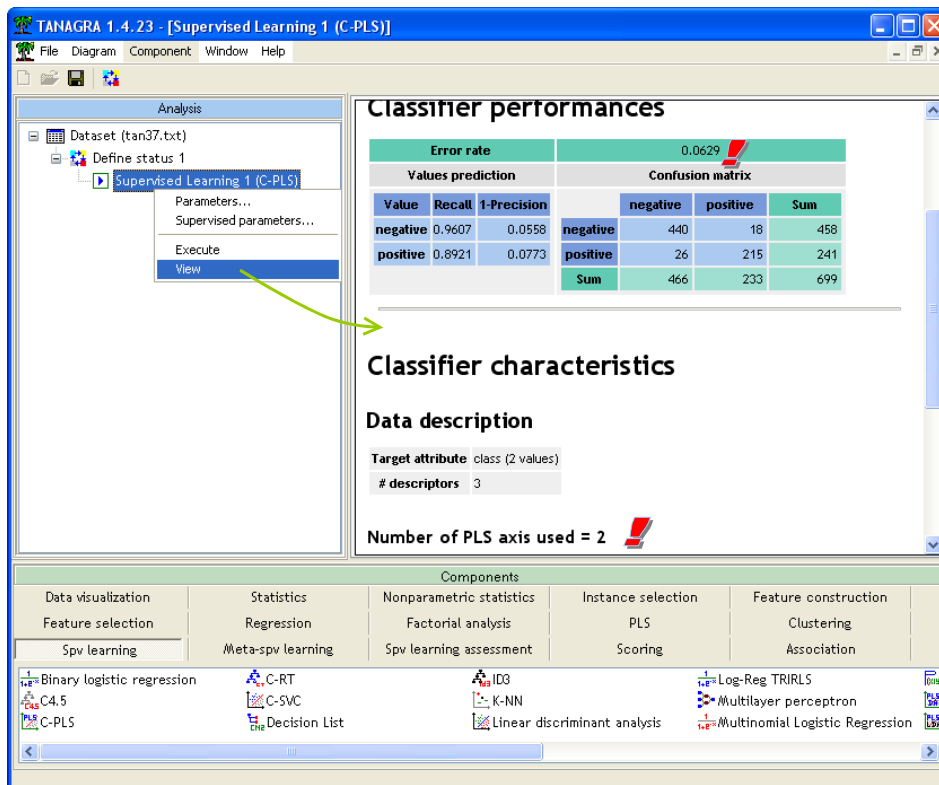 TANAGRA 1.4.23 - [Supervised Learning 1 (C-PLS)]
File Diagram Component Window Help
Analysis
Dataset (tan37.txt)
Define status 1
Supervised Learning 1 (C-PLS)
Parameters...
Supervised parameters...
Execute
View
Classifier performances
Error rate 0.0629
Values prediction Confusion matrix
Value Recall 1-Precision negative positive Sum
negative 0.9607 0.0558 negative 440 18 458
positive 0.8921 0.0773 positive 26 215 241
Sum 466 233 699
Classifier characteristics
Data description
Target attribute class (2 values)
# descriptors 3
Number of PLS axis used = 2
Components
Data visualization Statistics Nonparametric statistics Instance selection Feature construction
Feature selection Regression Factorial analysis PLS Clustering
Spv learning Meta-spv learning Spv learning assessment Scoring Association
Binary logistic regression C-RT ID3 Log-Reg TRIRLS
C4.5 C-SVC K-NN Multilayer perceptron
C-PLS Decision List Linear discriminant analysis Multinomial Logistic Regression